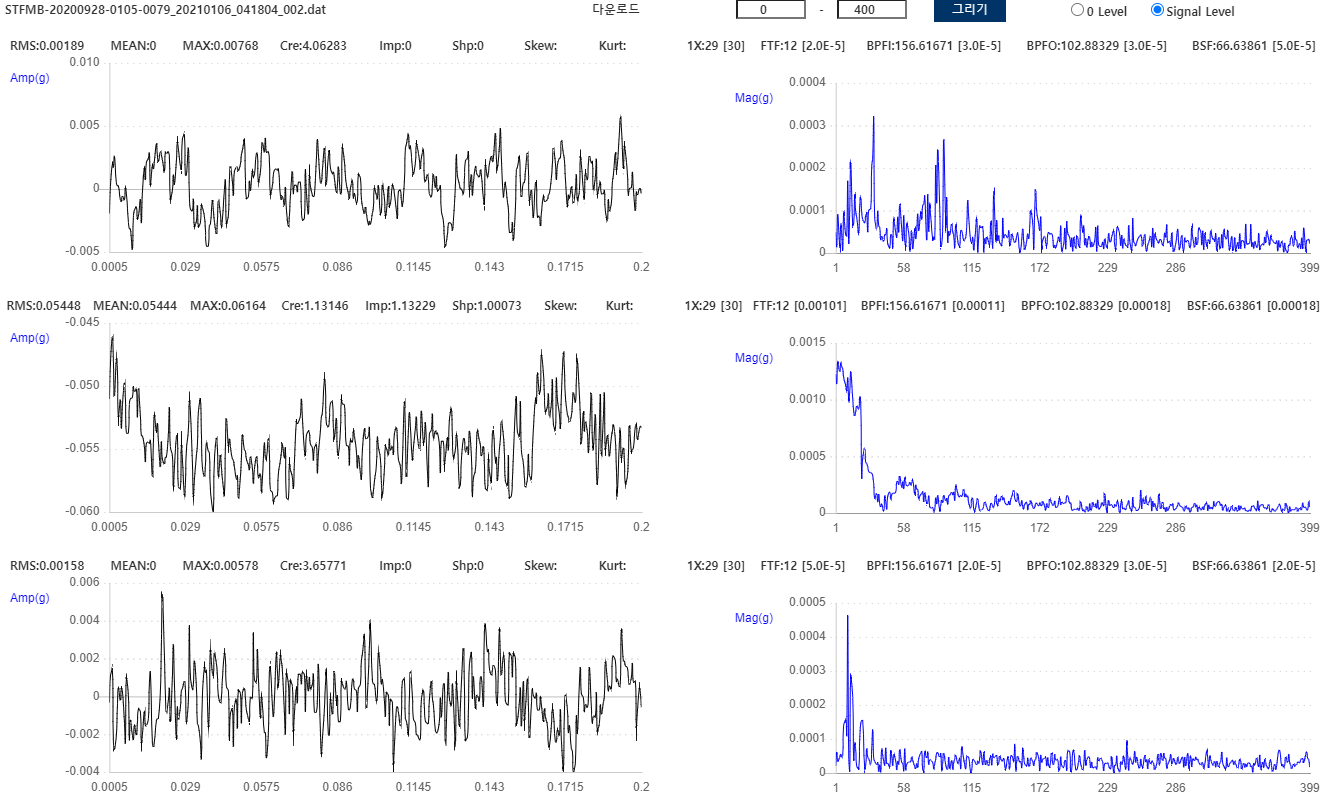 STFMB-20200928-0105-0079_20210106_041804_002.dat 다운로드 0 - 400 그리기 0 Level Signal Level
RMS:0.00189 MEAN:0 MAX:0.00768 Cre:4.06283 Imp:0 Shp:0 Skew: Kurt:
0.010
Amp(g)
0.005
0
-0.005
0.0005 0.029 0.0575 0.086 0.1145 0.143 0.1715 0.2
1X:29 [30] FTF:12 [2.0E-5] BPFI:156.61671 [3.0E-5] BPFO:102.88329 [3.0E-5] BSF:66.63861 [5.0E-5]
0.0004
Mag(g)
0.0003
0.0002
0.0001
0
1 58 115 172 229 286 399
RMS:0.05448 MEAN:0.05444 MAX:0.06164 Cre:1.13146 Imp:1.13229 Shp:1.00073 Skew: Kurt:
-0.045
Amp(g)
-0.050
-0.055
-0.060
0.0005 0.029 0.0575 0.086 0.1145 0.143 0.1715 0.2
1X:29 [30] FTF:12 [0.00101] BPFI:156.61671 [0.00011] BPFO:102.88329 [0.00018] BSF:66.63861 [0.00018]
0.0015
Mag(g)
0.0010
0.0005
0
1 58 115 172 229 286 399
RMS:0.00158 MEAN:0 MAX:0.00578 Cre:3.65771 Imp:0 Shp:0 Skew: Kurt:
0.006
Amp(g)
0.004
0.002
0
-0.002
-0.004
0.0005 0.029 0.0575 0.086 0.1145 0.143 0.1715 0.2
1X:29 [30] FTF:12 [5.0E-5] BPFI:156.61671 [2.0E-5] BPFO:102.88329 [3.0E-5] BSF:66.63861 [2.0E-5]
0.0005
Mag(g)
0.0004
0.0003
0.0002
0.0001
0
1 58 115 172 229 286 399